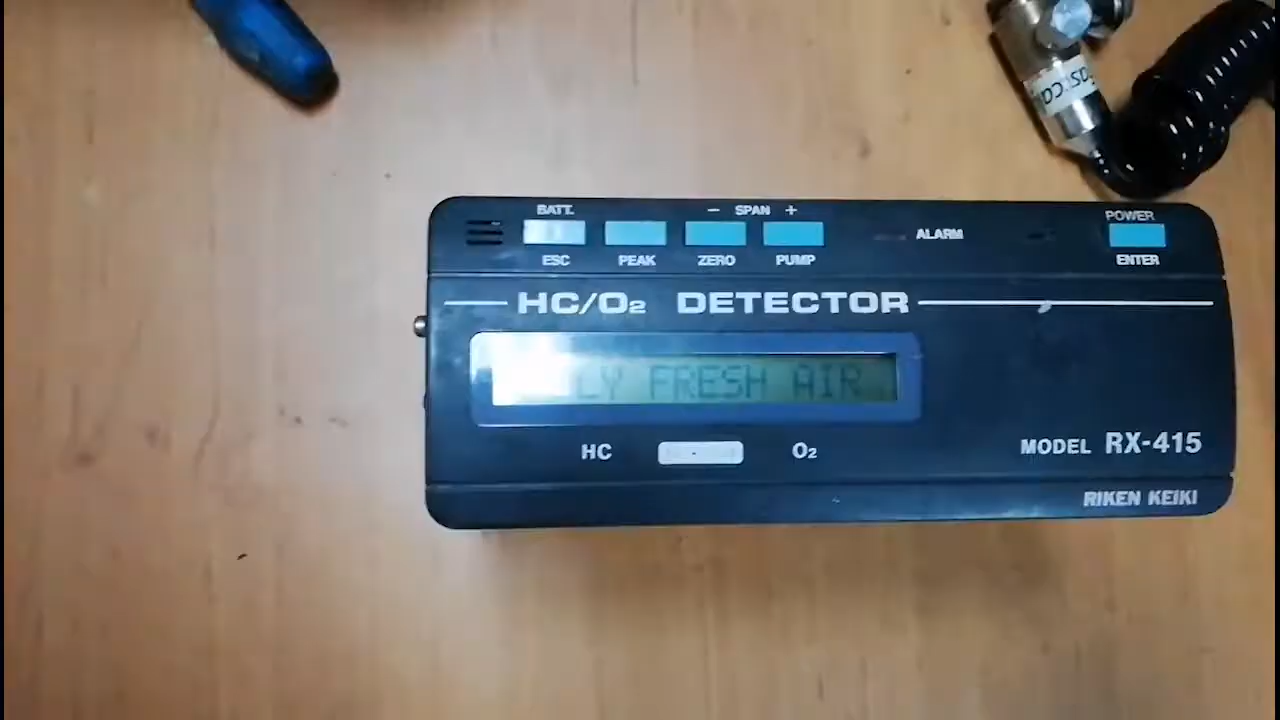 BATT. — SPAN +
ESC PEAK ZERO PUMP
ALARM
POWER
ENTER
HC/O₂ DETECTOR
FRESH AIR
HC O₂
MODEL RX-415
RIKEN KEIKI